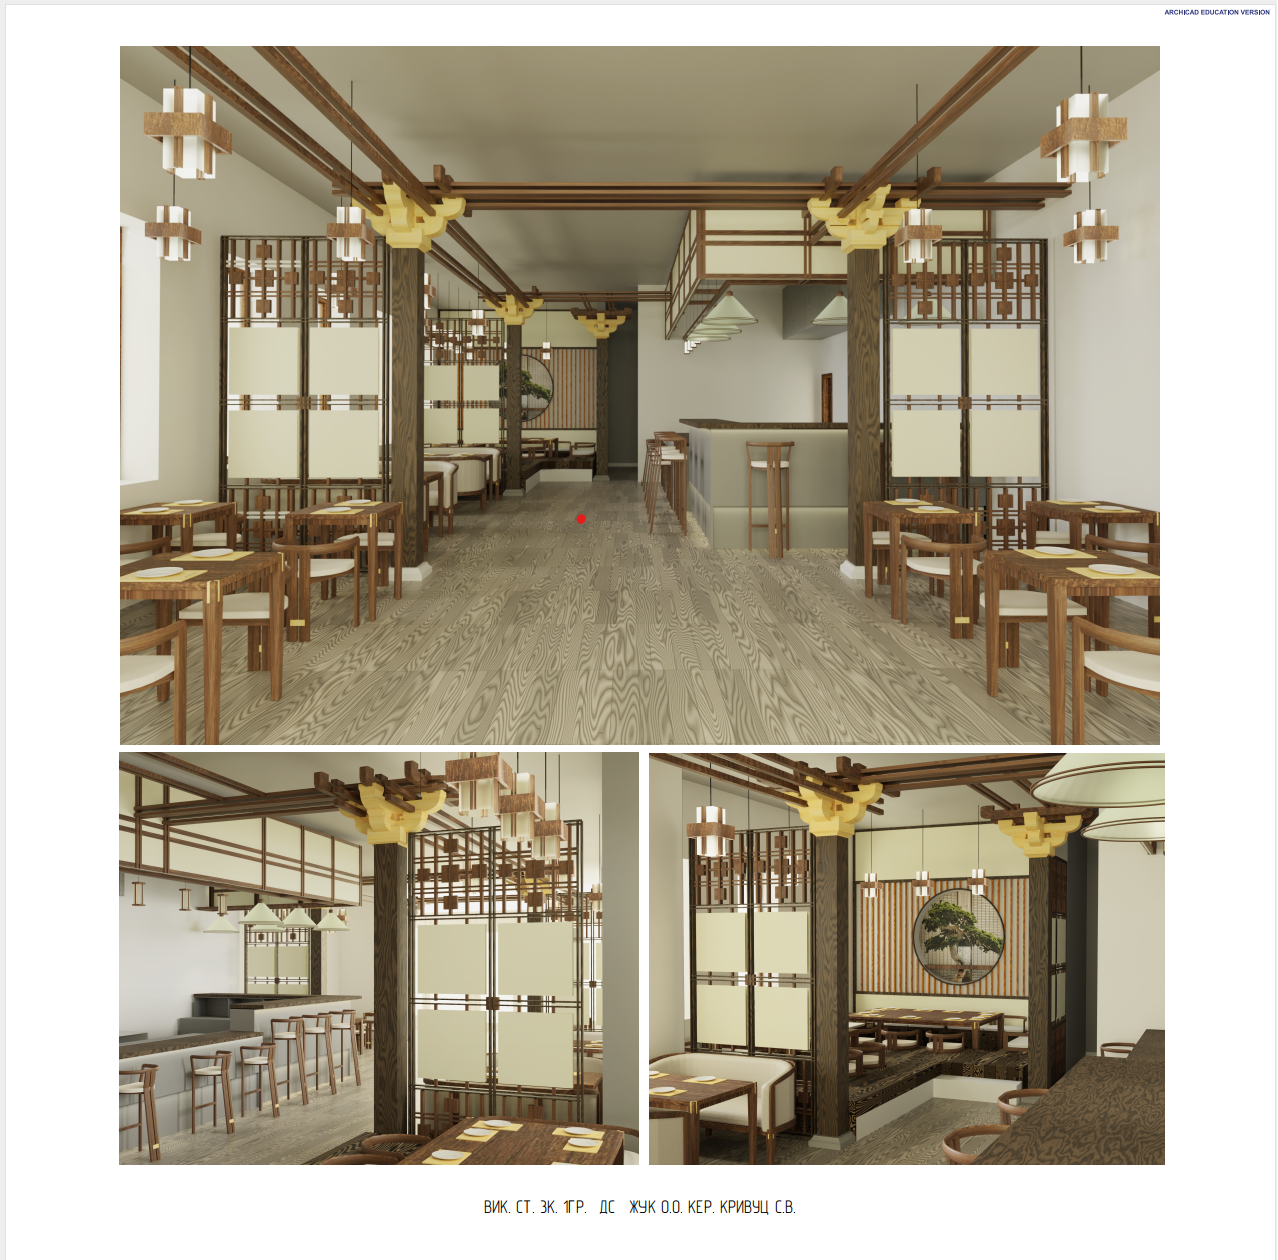 ARCHICAD EDUCATION VERSION
ВИК. СТ. 3К. 1ГР. ДС ЖУК О.О. КЕР. КРИВУЦ С.В.